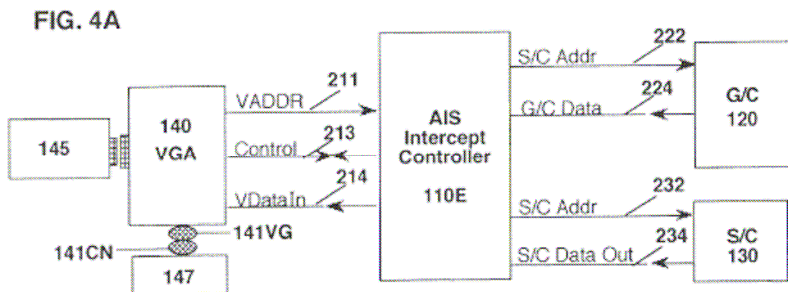 FIG. 4A
S/C Addr
222
211
VADDR
140
VGA
145
G/C Data
224
G/C
120
AIS
Intercept
Controller
110E
213
Control
214
VDataIn
S/C Addr
232
141VG
141CN
S/C Data Out
234
S/C
130
147